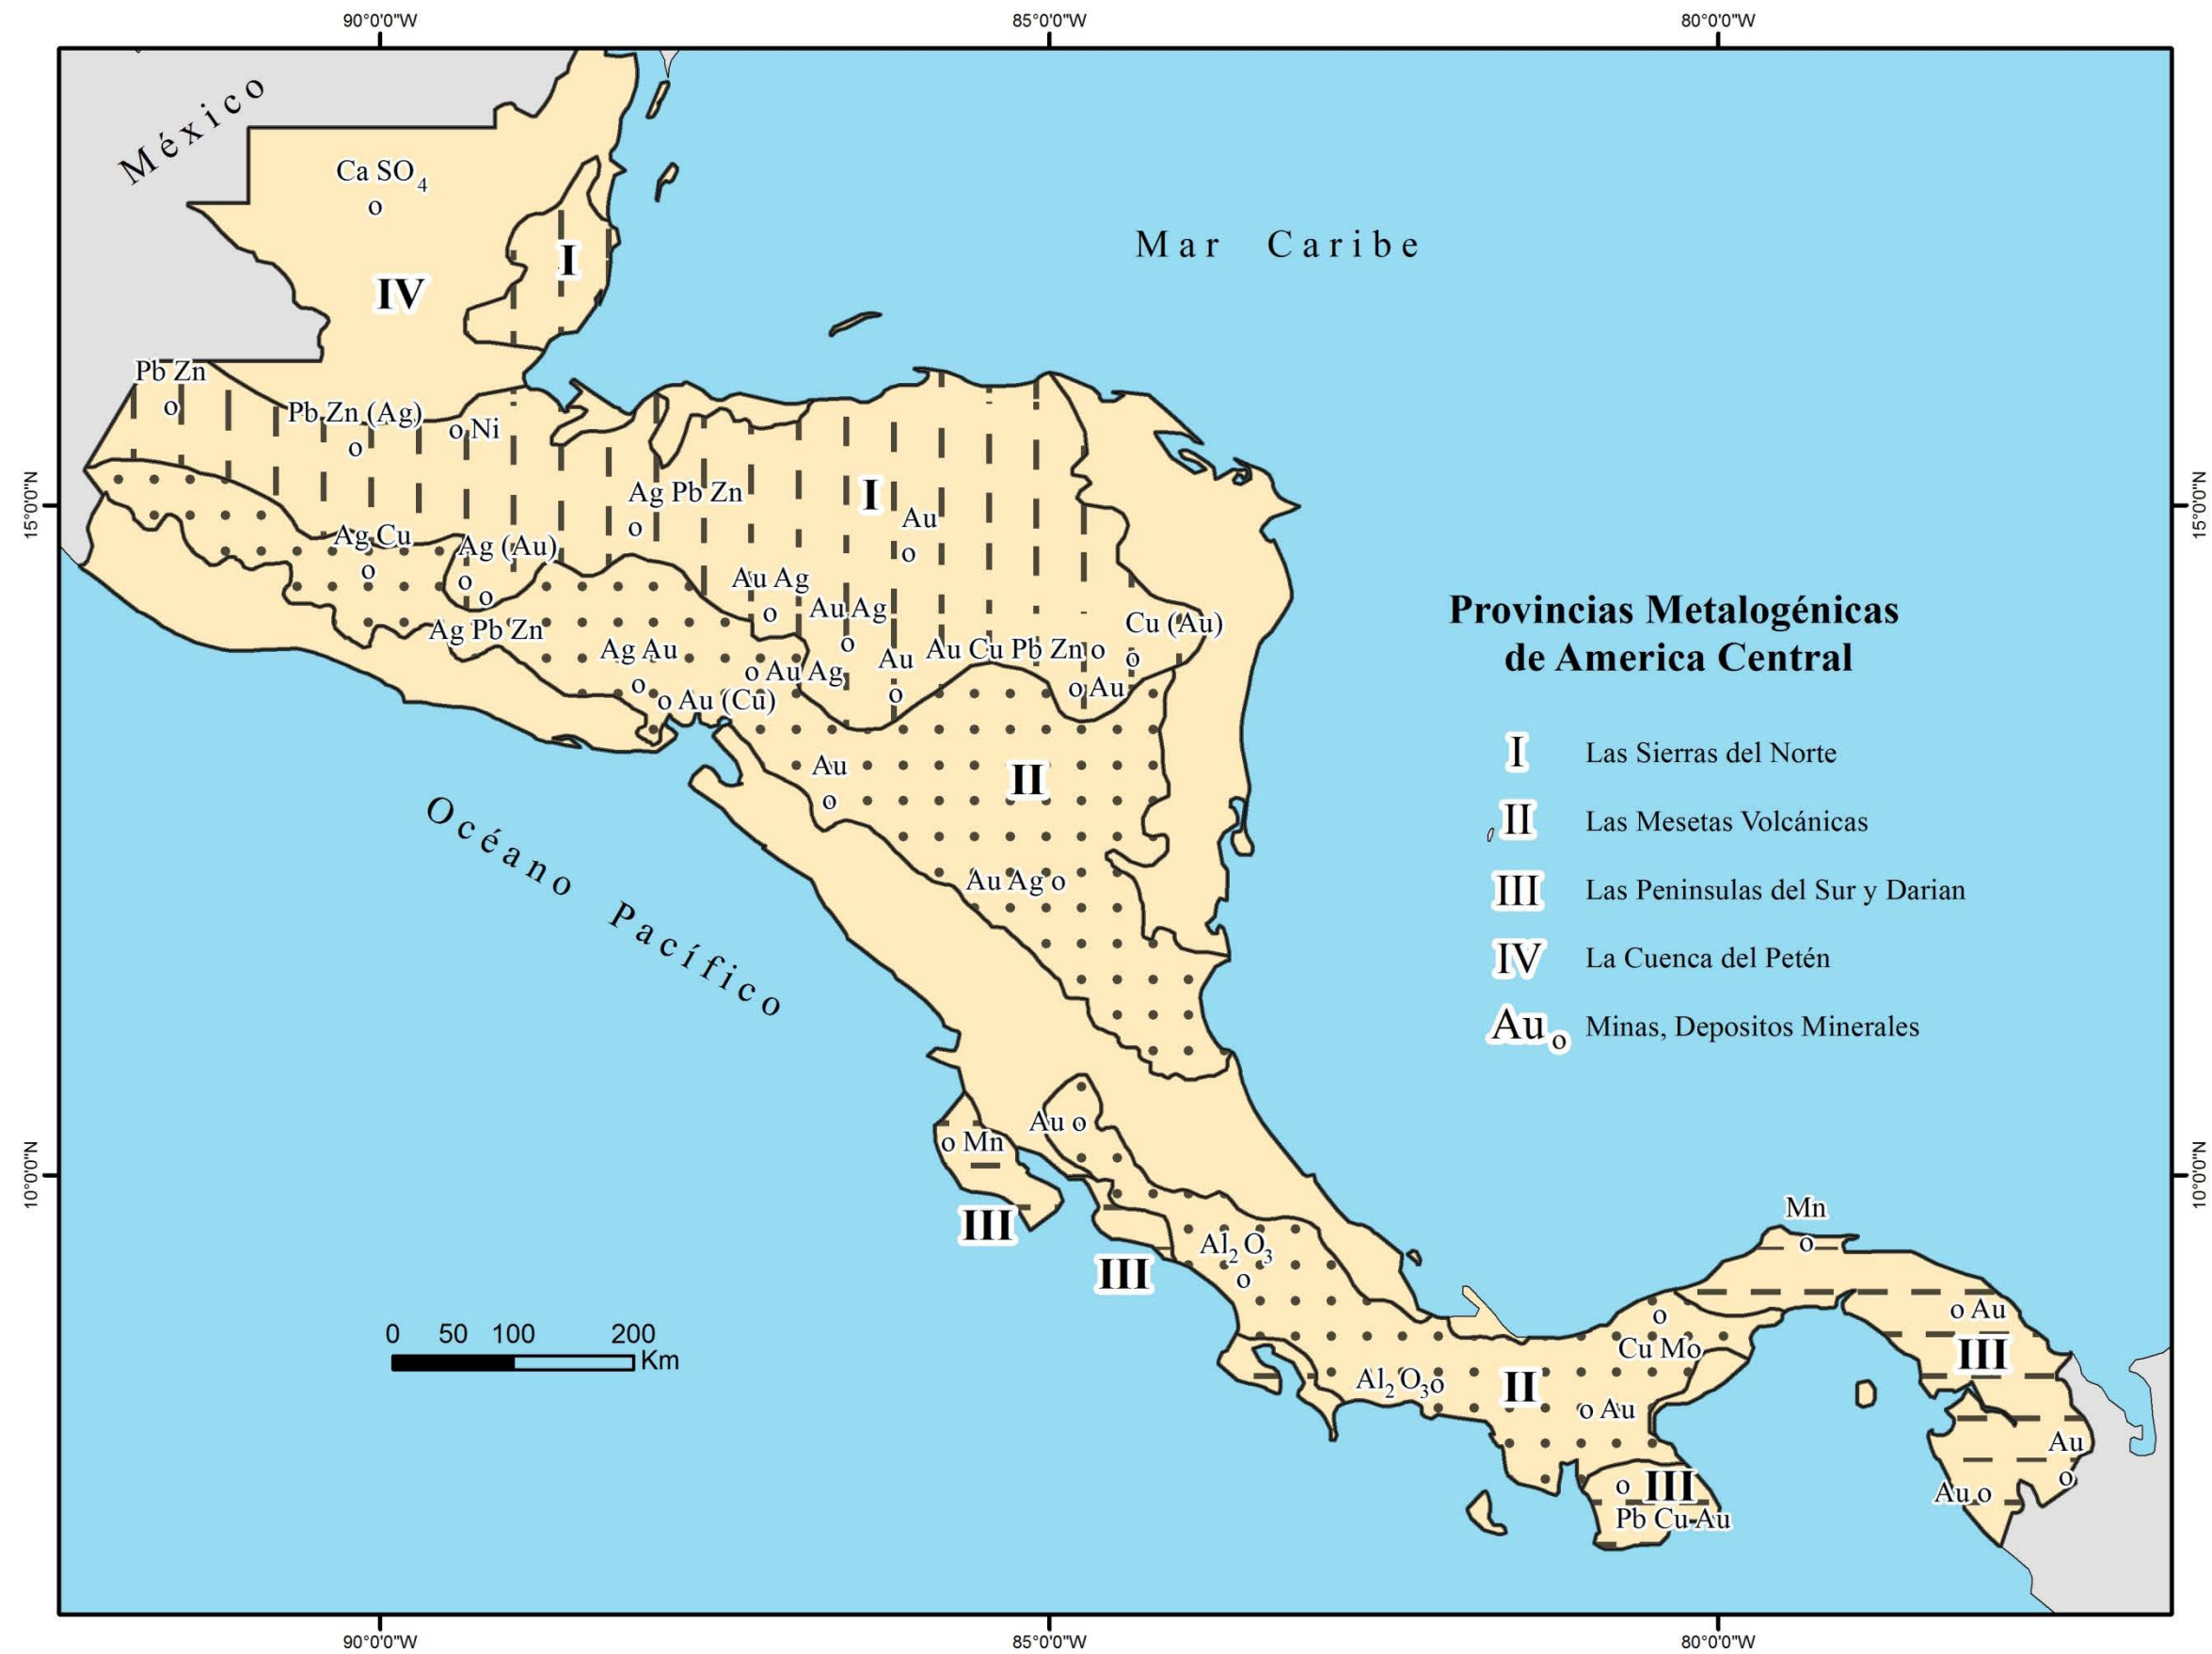 90°0'0"W 85°0'0"W 80°0'0"W
México
Ca SO4
o
I
Mar Caribe
IV
Pb Zn
o
Pb Zn (Ag)
o
o Ni
15°0'0"N
15°0'0"N
Ag Pb Zn
o
I
Au
o
Ag Cu
o
Ag (Au)
o
o
Au Ag
o
Au Ag
o
Cu (Au)
o
Ag Pb Zn
Ag Au
o
o Au Ag
Au
o
Au Cu Pb Zn o
o Au
o Au (Cu)
Provincias Metalogénicas
de America Central
I Las Sierras del Norte
II Las Mesetas Volcánicas
III Las Peninsulas del Sur y Darian
IV La Cuenca del Petén
Au o Minas, Depositos Minerales
Au
o
II
Océano Pacífico
Au Ag o
Au o
o Mn
10°0'0"N
10°0'0"N
III
III
Al2 O3
o
Mn
o
o Au
III
o
Cu Mo
0 50 100 200
Km
Al2 O3o
II
o Au
Au
o
Au o
o III
Pb Cu Au
90°0'0"W 85°0'0"W 80°0'0"W